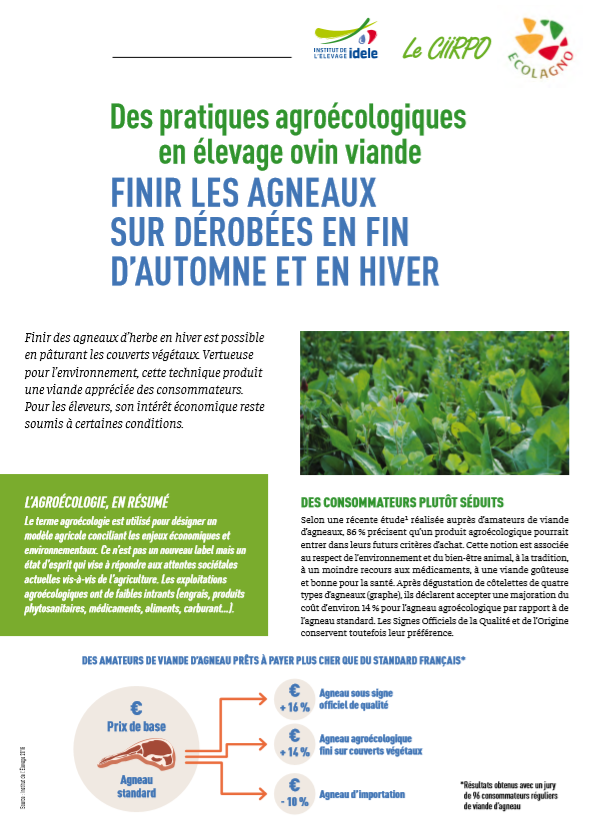 INSTITUT DE
L'ELEVAGE idele
Le CIIRPO
ECOLAGNO
Des pratiques agroécologiques
en élevage ovin viande
FINIR LES AGNEAUX
SUR DÉROBÉES EN FIN
D'AUTOMNE ET EN HIVER
Finir des agneaux d'herbe en hiver est possible
en pâturant les couverts végétaux. Vertueuse
pour l'environnement, cette technique produit
une viande appréciée des consommateurs.
Pour les éleveurs, son intérêt économique reste
soumis à certaines conditions.
L'AGROÉCOLOGIE, EN RÉSUMÉ
Le terme agroécologie est utilisé pour désigner un
modèle agricole conciliant les enjeux économiques et
environnementaux. Ce n'est pas un nouveau label mais un
état d'esprit qui vise à répondre aux attentes sociétales
actuelles vis-à-vis de l'agriculture. Les exploitations
agroécologiques ont de faibles intrants (engrais, produits
phytosanitaires, médicaments, aliments, carburant...).
DES CONSOMMATEURS PLUTÔT SÉDUITS
Selon une récente étude¹ réalisée auprès d'amateurs de viande
d'agneaux, 86 % précisent qu'un produit agroécologique pourrait
entrer dans leurs futurs critères d'achat. Cette notion est associée
au respect de l'environnement et du bien-être animal, à la tradition,
à un moindre recours aux médicaments, à une viande goûteuse
et bonne pour la santé. Après dégustation de côtelettes de quatre
types d'agneaux (graphe), ils déclarent accepter une majoration du
coût d'environ 14 % pour l'agneau agroécologique par rapport à de
l'agneau standard. Les Signes Officiels de la Qualité et de l'Origine
conservent toutefois leur préférence.
DES AMATEURS DE VIANDE D'AGNEAU PRÊTS À PAYER PLUS CHER QUE DU STANDARD FRANÇAIS*
€
Prix de base
Agneau
standard
€
+ 16 %
Agneau sous signe
officiel de qualité
€
+ 14 %
Agneau agroécologique
fini sur couverts végétaux
€
- 10 %
Agneau d'importation
*Résultats obtenus avec un jury
de 96 consommateurs réguliers
de viande d'agneau
Source : Institut de l'Élevage 2018